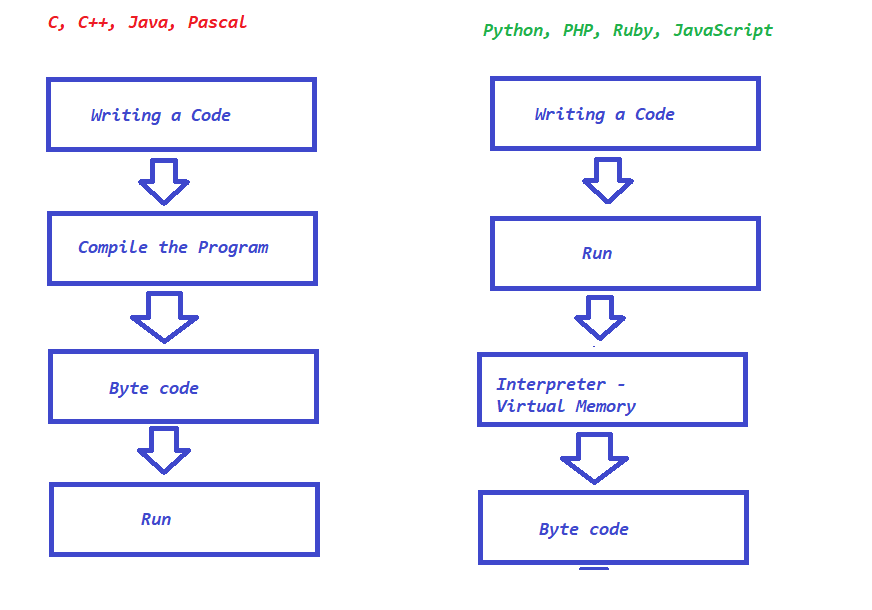 C, C++, Java, Pascal
Writing a Code
Compile the Program
Byte code
Run
Python, PHP, Ruby, JavaScript
Writing a Code
Run
Interpreter -
Virtual Memory
Byte code